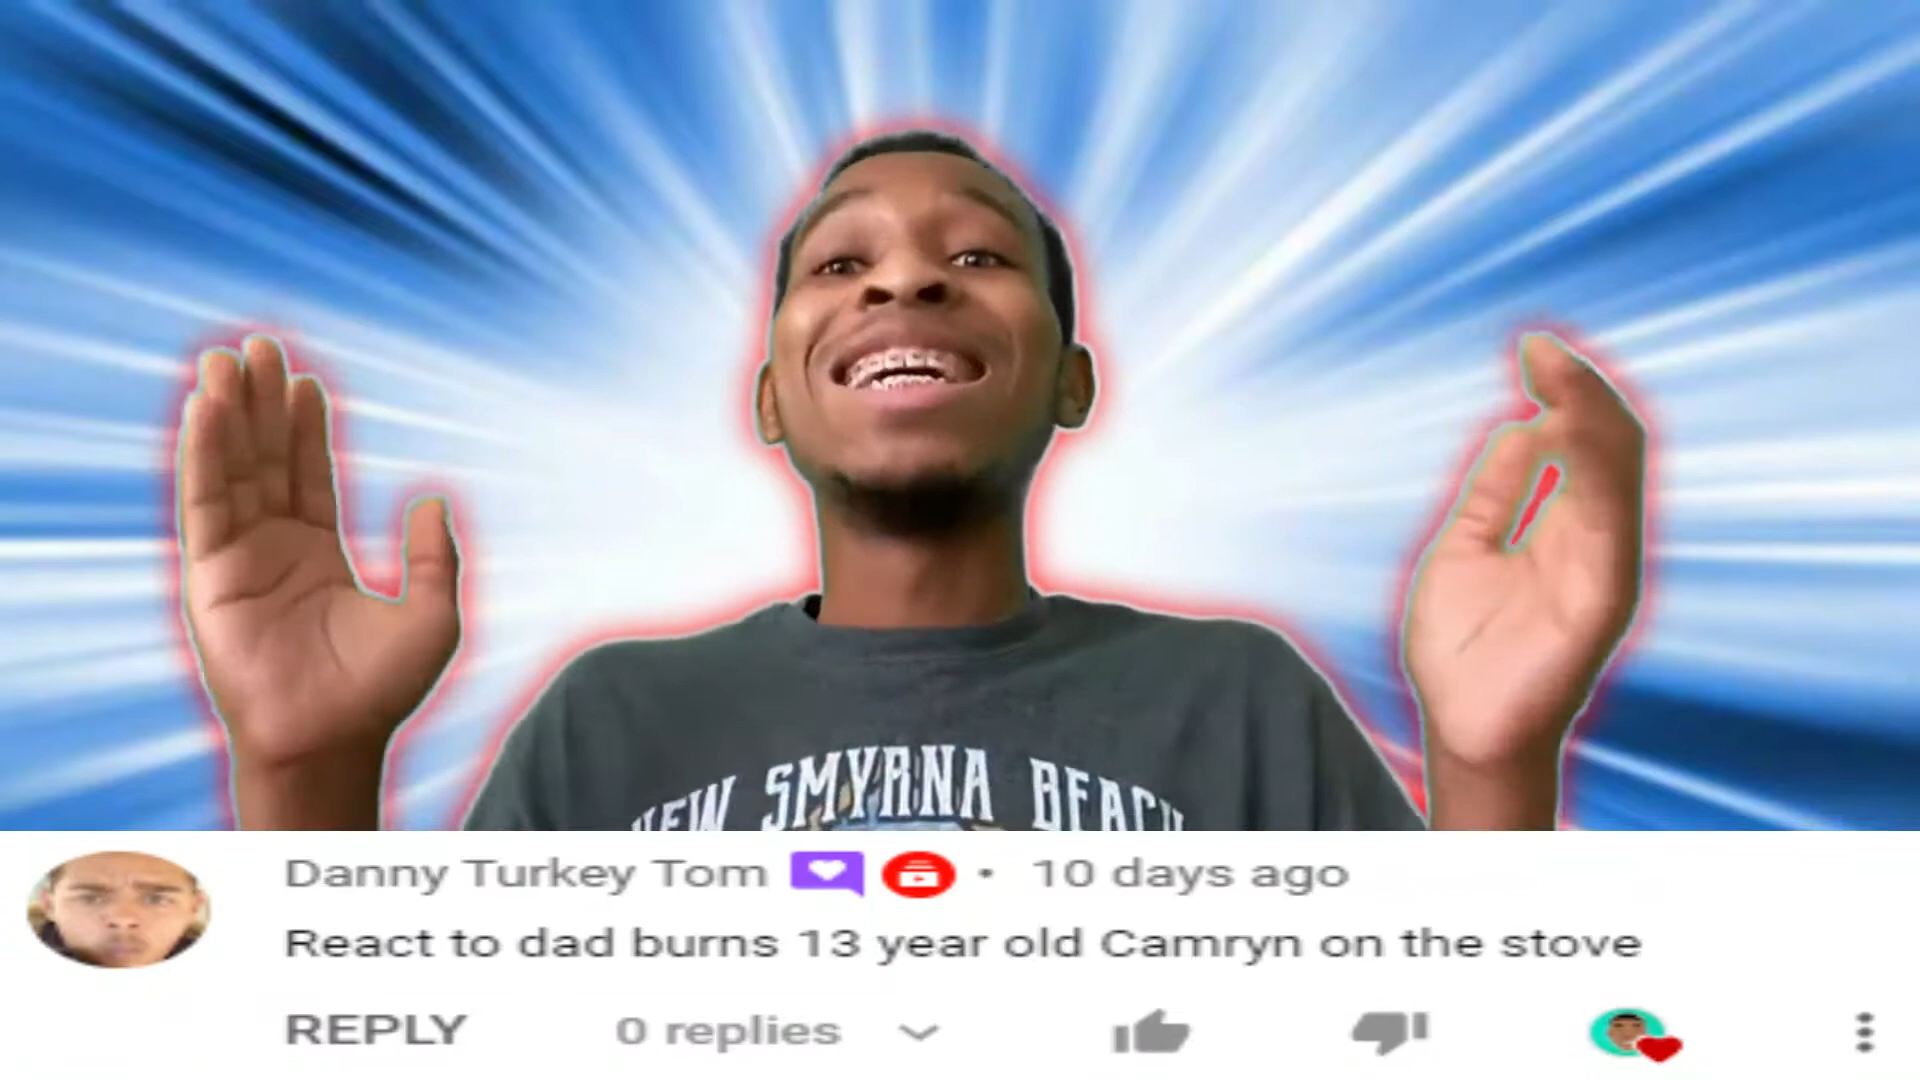 NEW SMYRNA BEACH
Danny Turkey Tom • 10 days ago
React to dad burns 13 year old Camryn on the stove
REPLY 0 replies